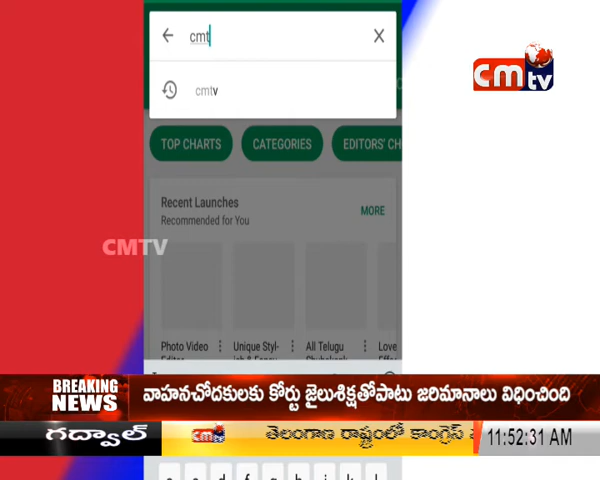 cmt
cmtv
cmtv
TOP CHARTS
CATEGORIES
EDITORS' CH
Recent Launches
Recommended for You
MORE
CMTV
Photo Video
Unique Styl-
All Telugu
Love
BREAKING NEWS
వాహనచోదకులకు కోర్టు జైలుశిక్షతోపాటు జరిమానాలు విధించింది
గద్వాల్
cmtv
తెలంగాణ రాష్ట్రంలో కాంగ్రెస్
11:52:31 AM